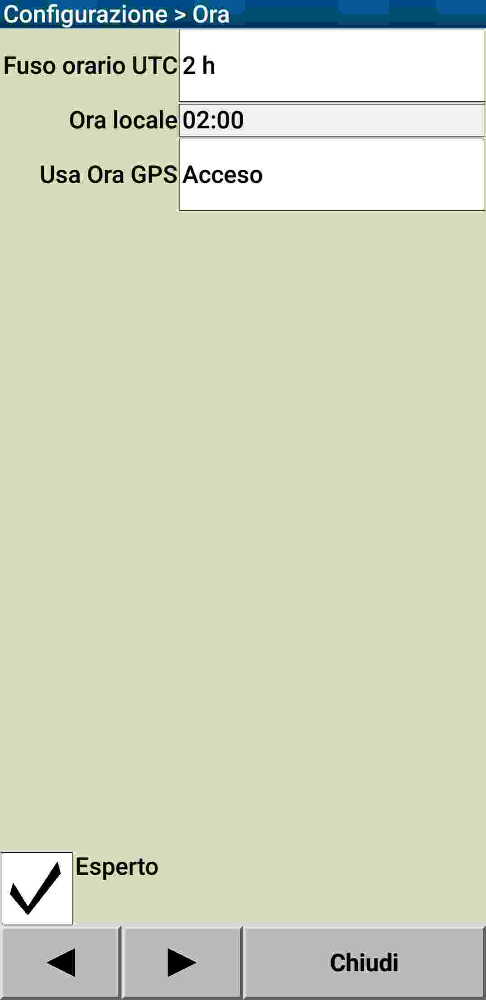 Configurazione > Ora
Fuso orario UTC 2 h
Ora locale 02:00
Usa Ora GPS Acceso
Esperto
Chiudi